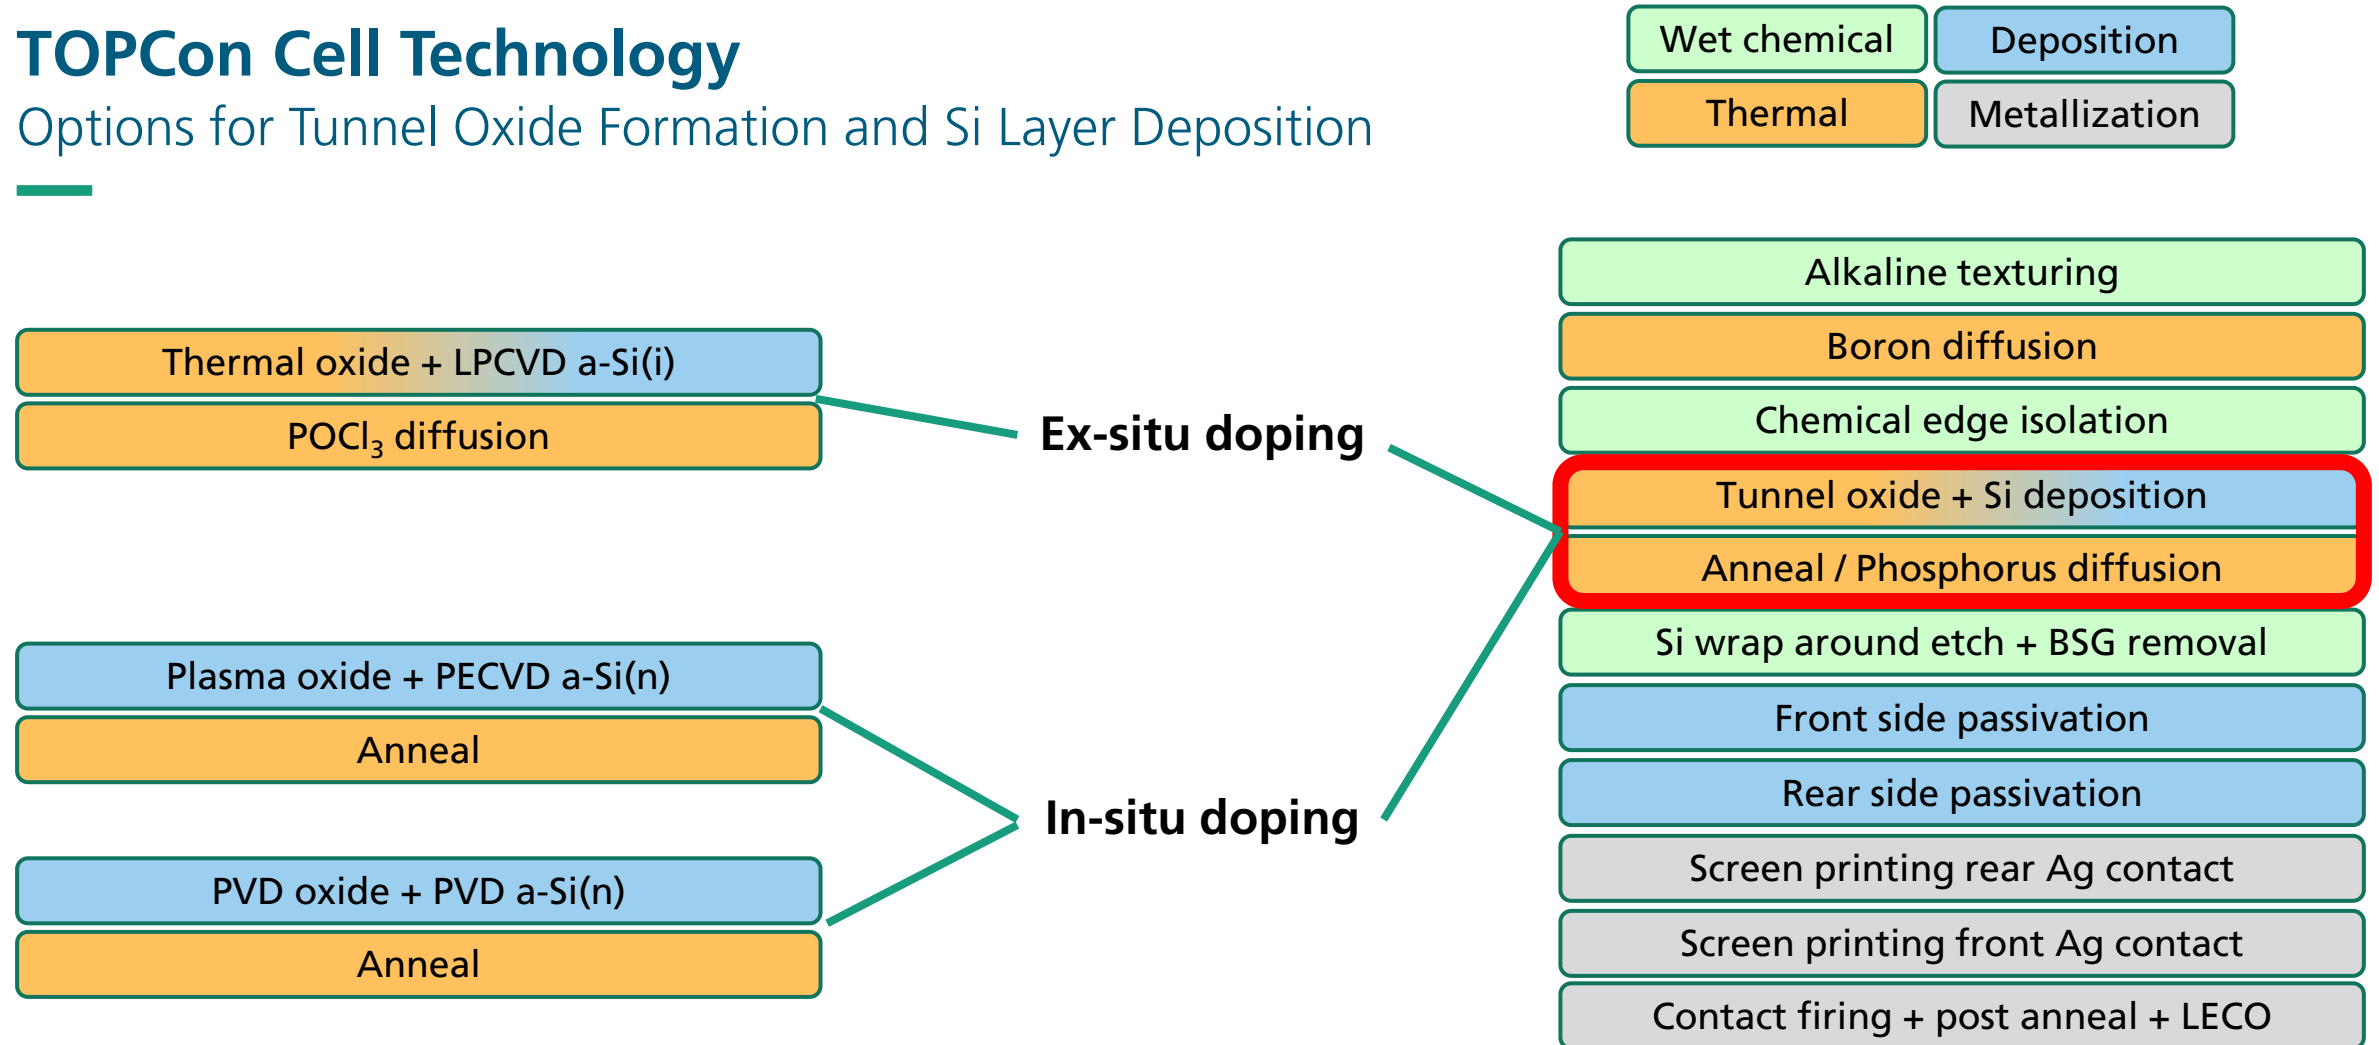 TOPCon Cell Technology
Options for Tunnel Oxide Formation and Si Layer Deposition
Wet chemical
Deposition
Thermal
Metallization
Thermal oxide + LPCVD a-Si(i)
POCl₃ diffusion
Ex-situ doping
Plasma oxide + PECVD a-Si(n)
Anneal
In-situ doping
PVD oxide + PVD a-Si(n)
Anneal
Alkaline texturing
Boron diffusion
Chemical edge isolation
Tunnel oxide + Si deposition
Anneal / Phosphorus diffusion
Si wrap around etch + BSG removal
Front side passivation
Rear side passivation
Screen printing rear Ag contact
Screen printing front Ag contact
Contact firing + post anneal + LECO